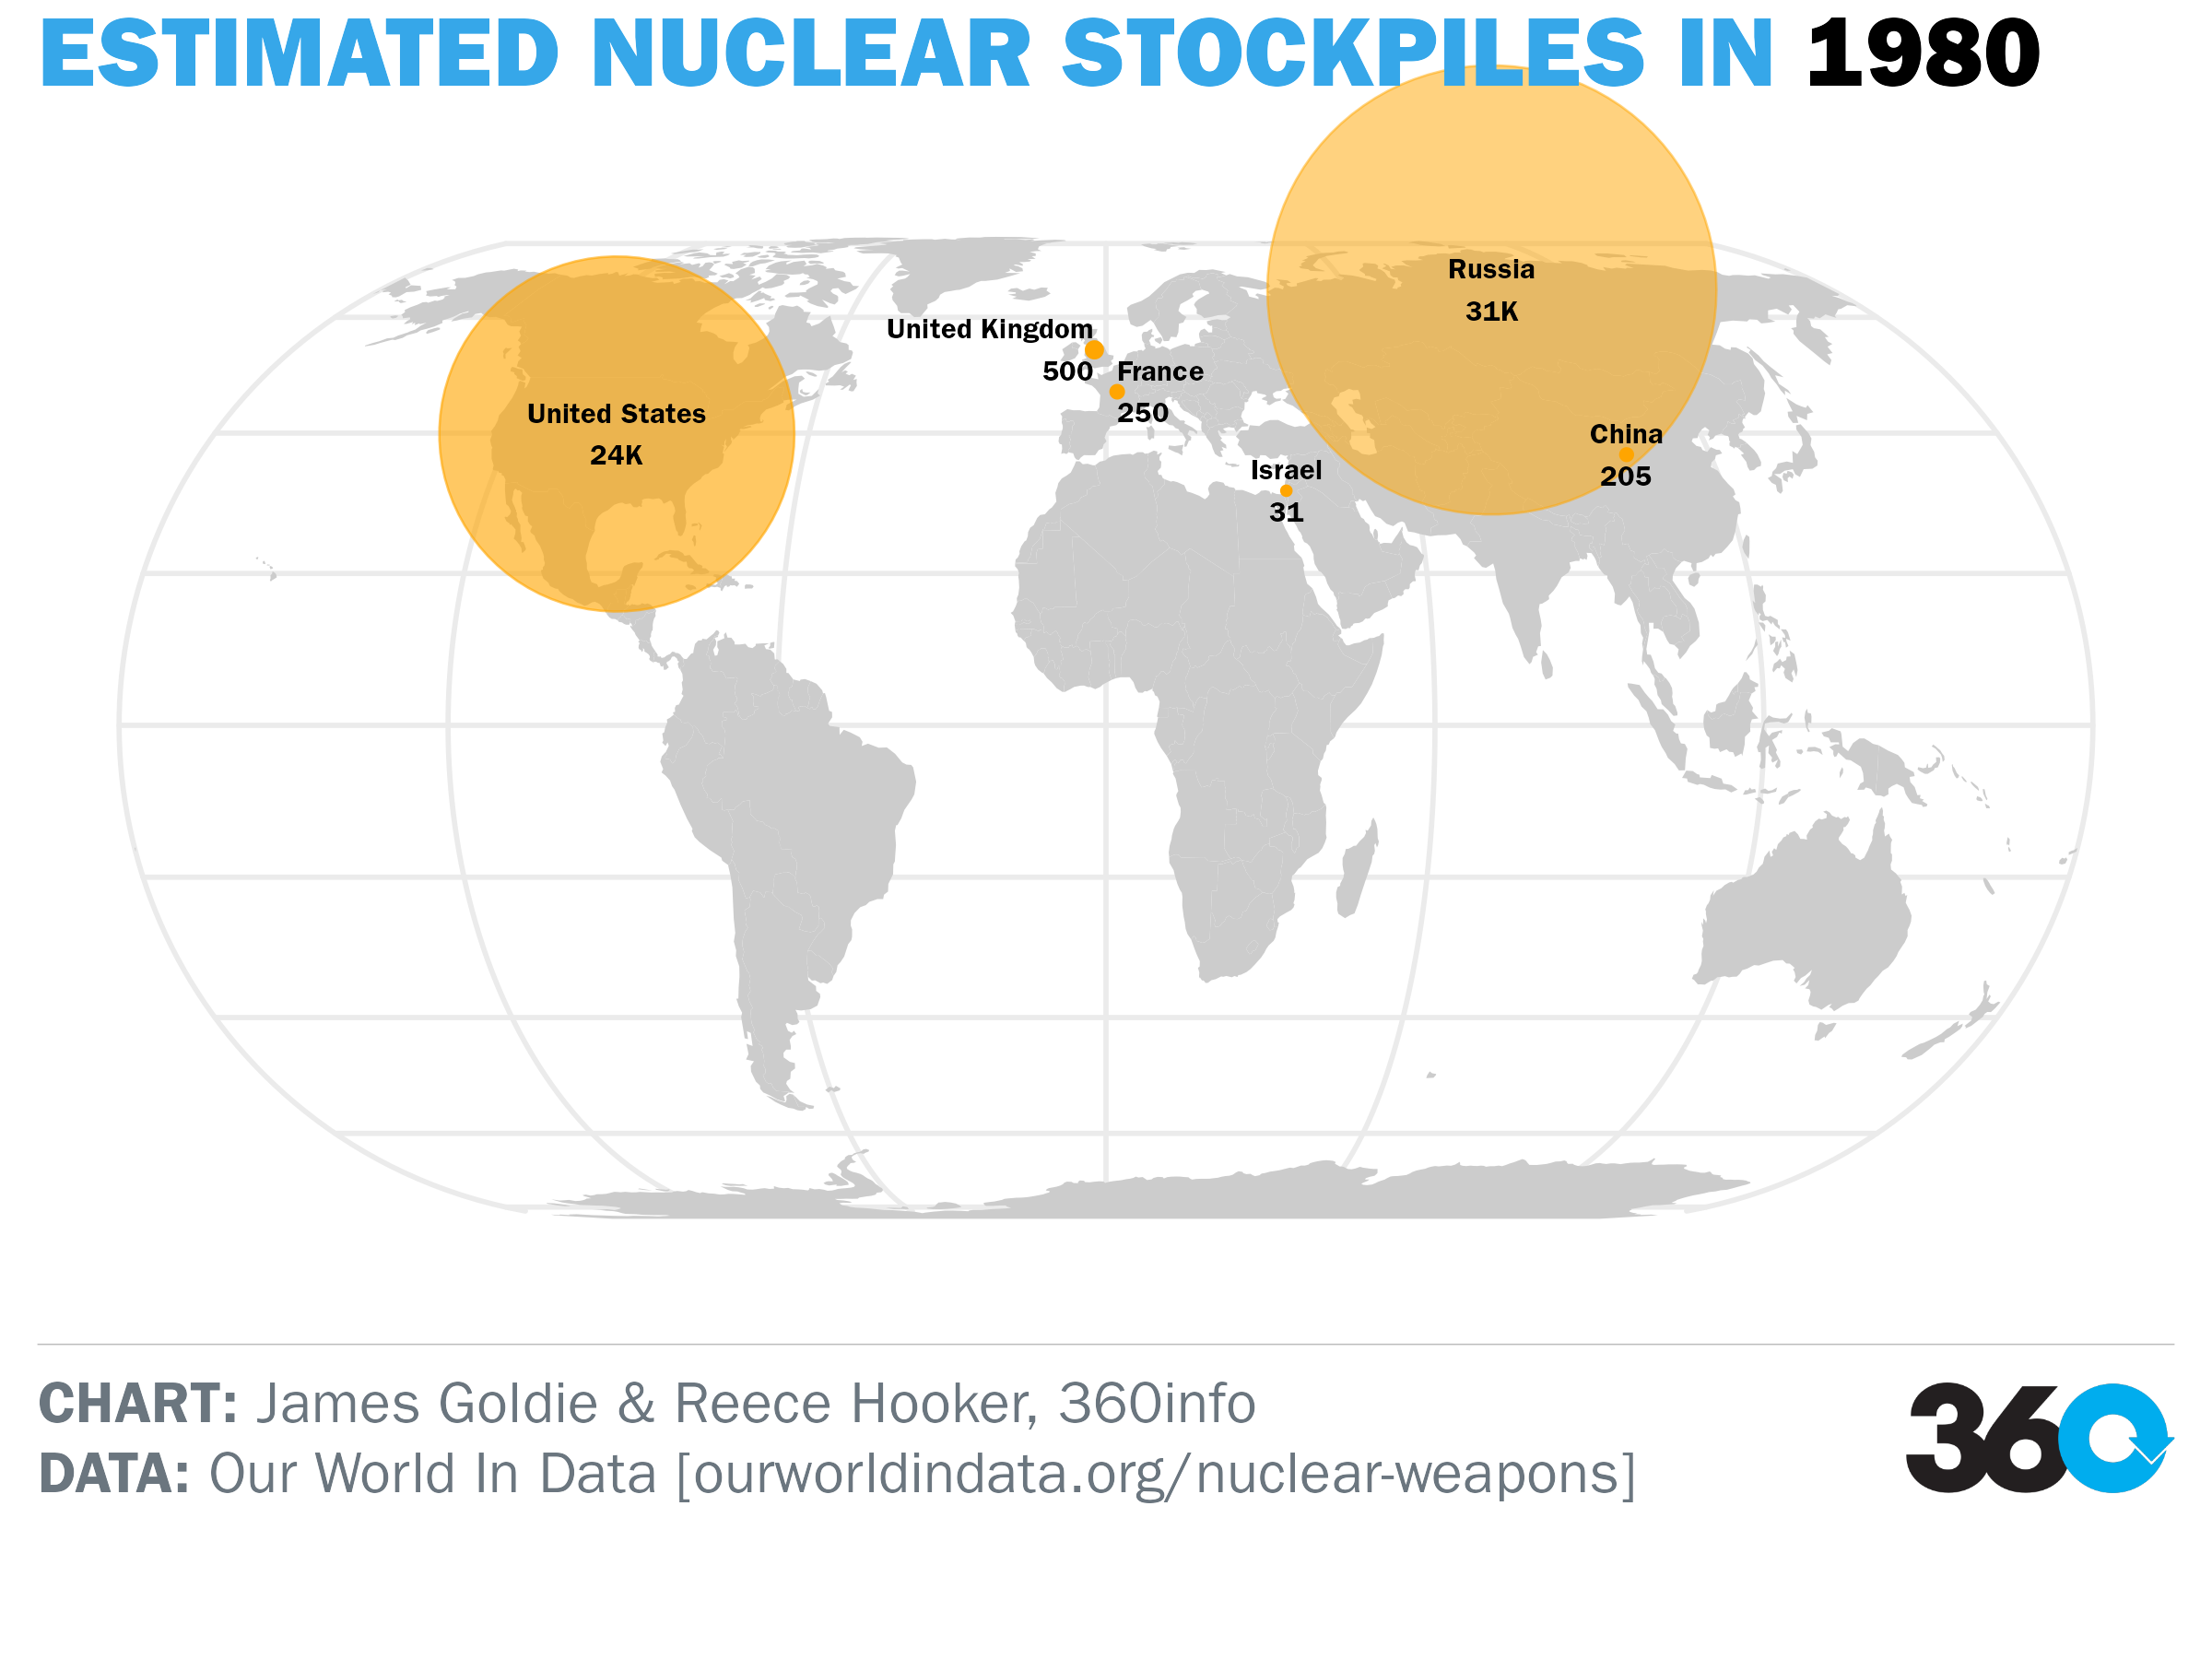 ESTIMATED NUCLEAR STOCKPILES IN 1980
Russia
31K
United Kingdom
500
France
250
United States
24K
China
205
Israel
31
CHART: James Goldie & Reece Hooker, 360info
DATA: Our World In Data [ourworldindata.org/nuclear-weapons]
360